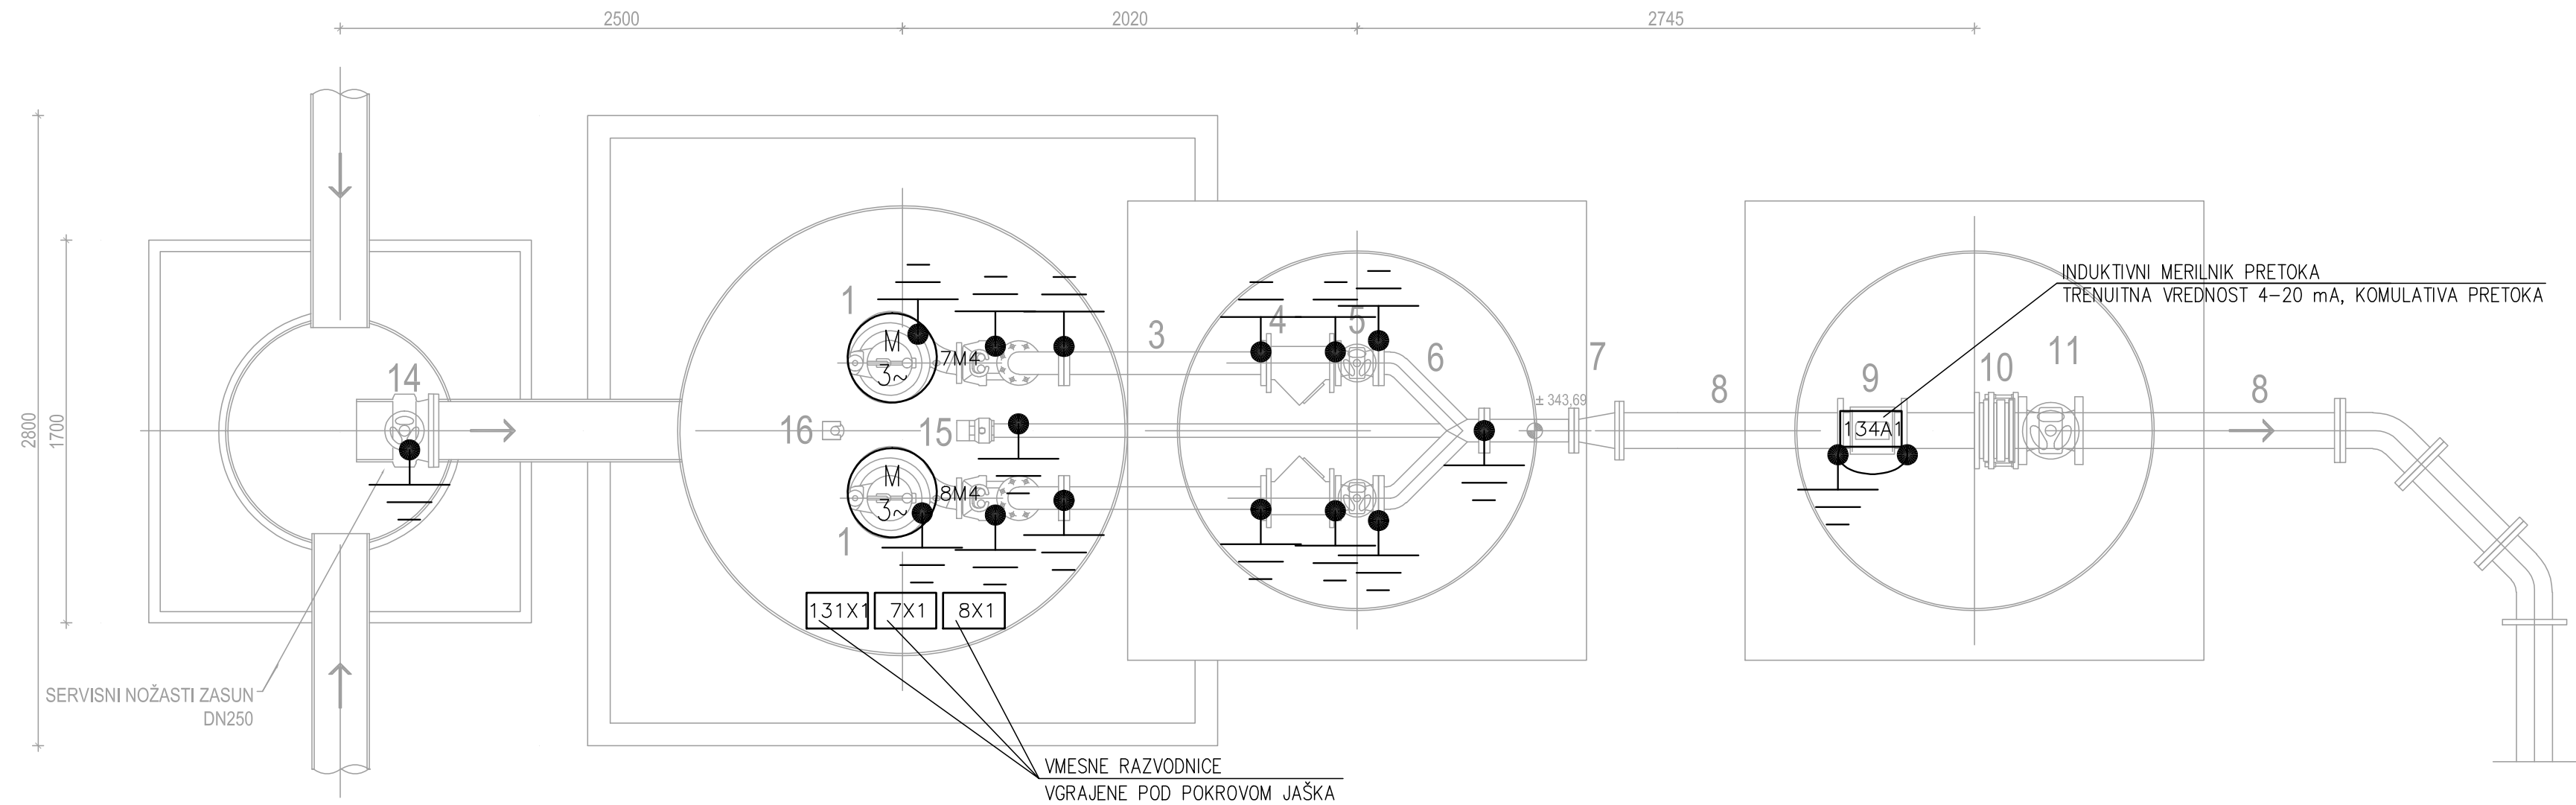 2500
2020
2745
2800
1700
14
SERVISNI NOŽASTI ZASUN
DN250
1
M
3~
7M4
16
15
M
3~
8M4
1
131X1
7X1
8X1
VMESNE RAZVODNICE
VGRAJENE POD POKROVOM JAŠKA
3
4
5
6
7
± 343,69
8
9
134A1
10
11
8
INDUKTIVNI MERILNIK PRETOKA
TRENUITNA VREDNOST 4-20 mA, KOMULATIVA PRETOKA